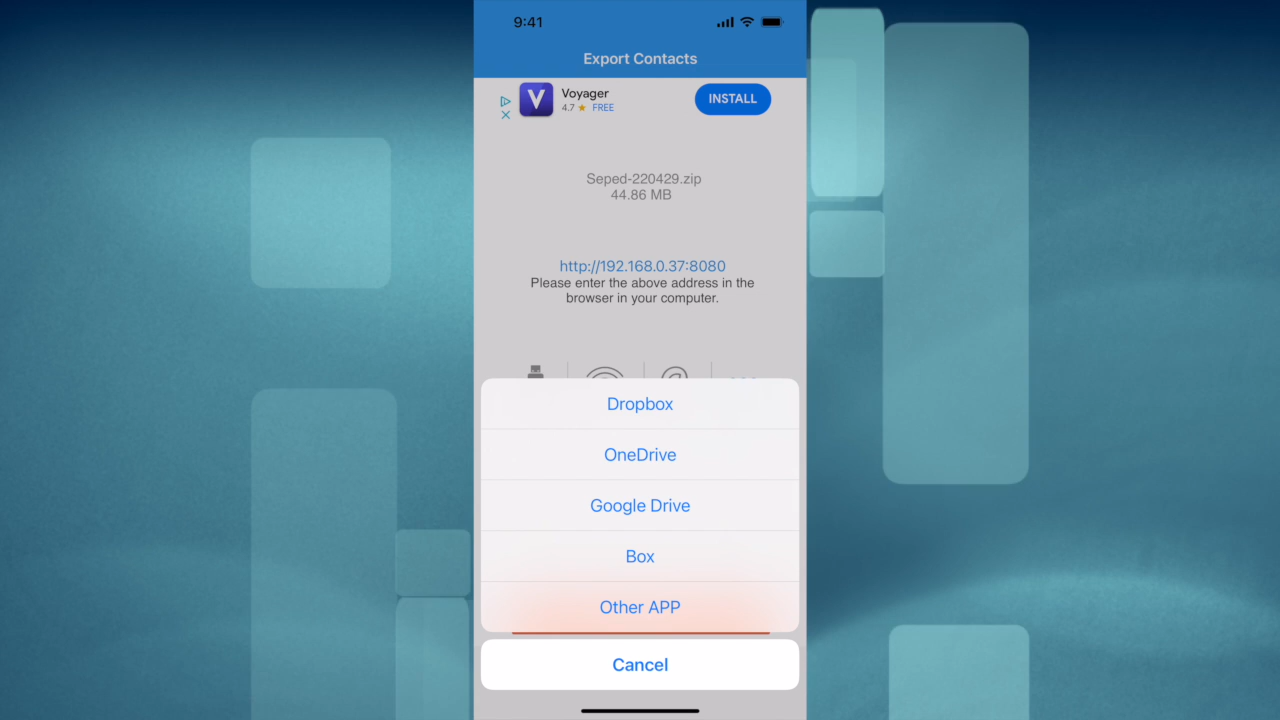 9:41
Export Contacts
Voyager
4.7 ★ FREE
INSTALL
Seped-220429.zip
44.86 MB
http://192.168.0.37:8080
Please enter the above address in the
browser in your computer.
Dropbox
OneDrive
Google Drive
Box
Other APP
Cancel